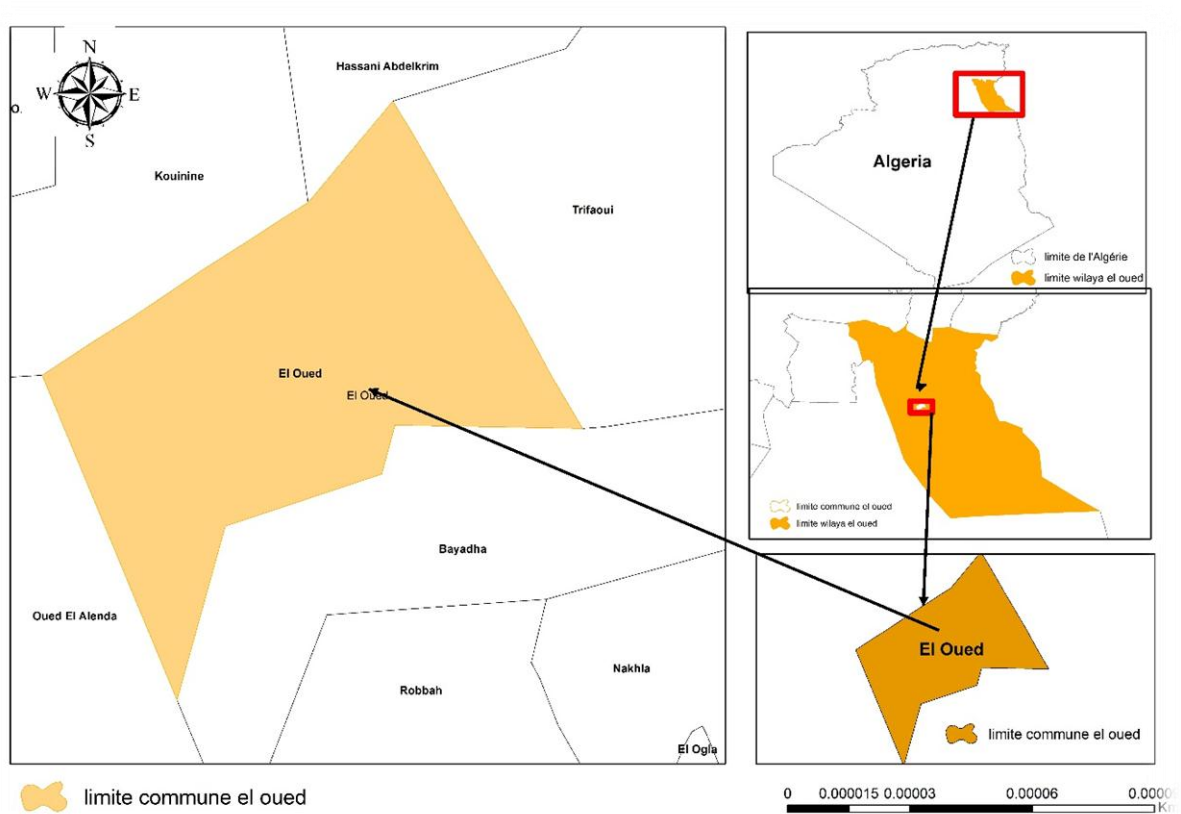 N
W E
S
O.
Hassani Abdelkrim
Kouinine
Trifaoui
El Oued
El Oued
Bayadha
Oued El Alenda
Robbah
Nakhla
El Ogla
limite commune el oued
Algeria
limite de l'Algérie
limite wilaya el oued
limite commune el oued
limite wilaya el oued
El Oued
limite commune el oued
0 0.000015 0.00003 0.00006